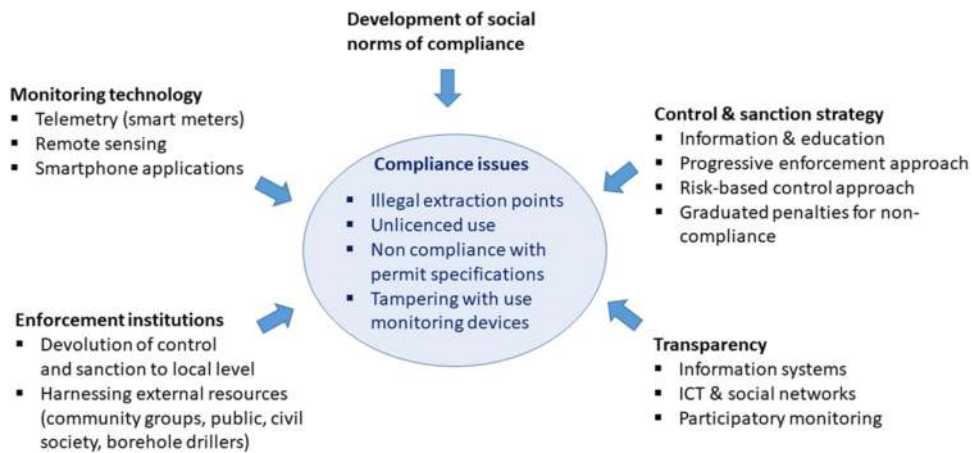 Development of social
norms of compliance
Monitoring technology
▪ Telemetry (smart meters)
▪ Remote sensing
▪ Smartphone applications
Control & sanction strategy
▪ Information & education
▪ Progressive enforcement approach
▪ Risk-based control approach
▪ Graduated penalties for non-
compliance
Compliance issues
▪ Illegal extraction points
▪ Unlicenced use
▪ Non compliance with
permit specifications
▪ Tampering with use
monitoring devices
Enforcement institutions
▪ Devolution of control
and sanction to local level
▪ Harnessing external resources
(community groups, public, civil
society, borehole drillers)
Transparency
▪ Information systems
▪ ICT & social networks
▪ Participatory monitoring